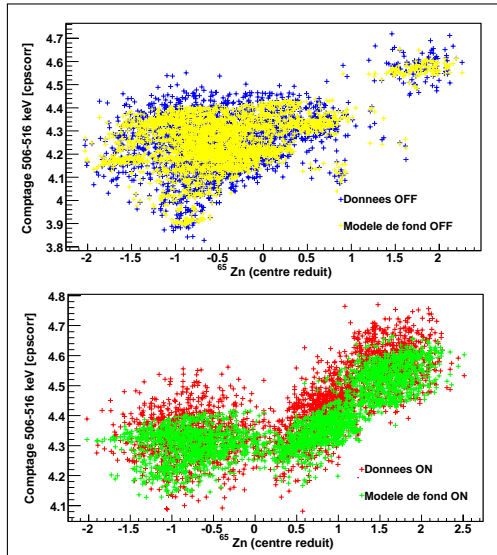 Comptage 506-516 keV [cpscorr]
4.7
4.6
4.5
4.4
4.3
4.2
4.1
4
3.9
3.8
Donnees OFF
Modele de fond OFF
-2 -1.5 -1 -0.5 0 0.5 1 1.5 2
65 Zn (centre reduit)
Comptage 506-516 keV [cpscorr]
4.8
4.7
4.6
4.5
4.4
4.3
4.2
4.1
Donnees ON
Modele de fond ON
-2 -1.5 -1 -0.5 0 0.5 1 1.5 2 2.5
65 Zn (centre reduit)